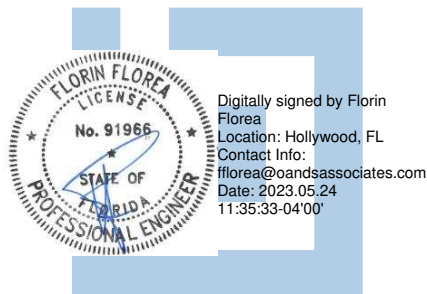 FLORIN FLOREA
LICENSE
No. 91966
STATE OF
FLORIDA
PROFESSIONAL ENGINEER
Digitally signed by Florin
Florea
Location: Hollywood, FL
Contact Info:
fflorea@oandsassociates.com
Date: 2023.05.24
11:35:33-04'00'